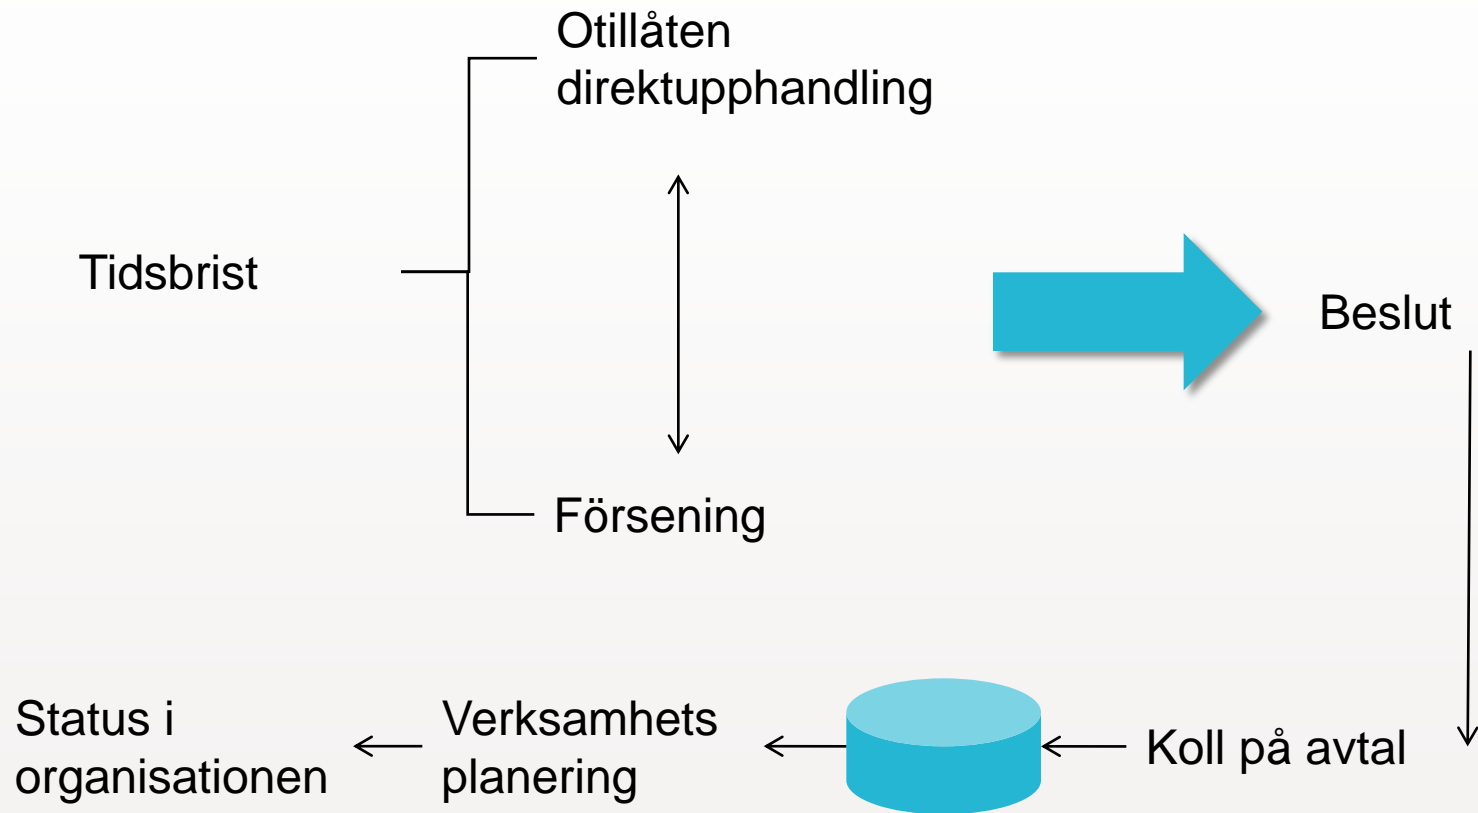 Otillåten
direktupphandling
Tidsbrist
Beslut
Försening
Status i
organisationen
Verksamhets
planering
Koll på avtal